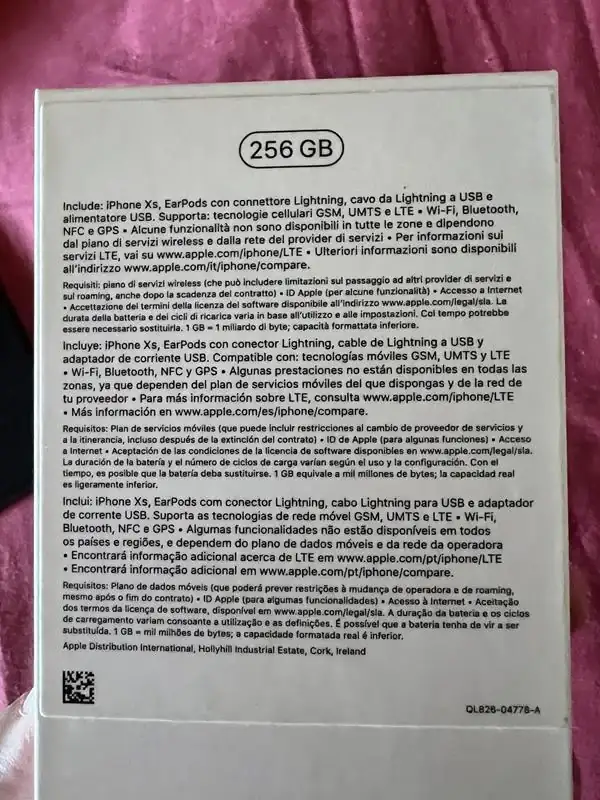 256 GB
Include: iPhone Xs, EarPods con connettore Lightning, cavo da Lightning a USB e
alimentatore USB. Supporta: tecnologie cellulari GSM, UMTS e LTE • Wi-Fi, Bluetooth,
NFC e GPS • Alcune funzionalità non sono disponibili in tutte le zone e dipendono
dal piano di servizi wireless e dalla rete del provider di servizi • Per informazioni sui
servizi LTE, vai su www.apple.com/iphone/LTE • Ulteriori informazioni sono disponibili
all'indirizzo www.apple.com/it/iphone/compare.
Requisiti: piano di servizi wireless (che può includere limitazioni sul passaggio ad altri provider di servizi e
sul roaming, anche dopo la scadenza del contratto) • ID Apple (per alcune funzionalità) • Accesso a Internet
• Accettazione dei termini della licenza del software disponibile all'indirizzo www.apple.com/legal/sla. La
durata della batteria e dei cicli di ricarica varia in base all'utilizzo e alle impostazioni. Col tempo potrebbe
essere necessario sostituirla. 1 GB = 1 miliardo di byte; capacità formattata inferiore.
Incluye: iPhone Xs, EarPods con conector Lightning, cable de Lightning a USB y
adaptador de corriente USB. Compatible con: tecnologías móviles GSM, UMTS y LTE
• Wi-Fi, Bluetooth, NFC y GPS • Algunas prestaciones no están disponibles en todas las
zonas, ya que dependen del plan de servicios móviles del que dispongas y de la red de
tu proveedor • Para más información sobre LTE, consulta www.apple.com/iphone/LTE
• Más información en www.apple.com/es/iphone/compare.
Requisitos: Plan de servicios móviles (que puede incluir restricciones al cambio de proveedor de servicios y
a la itinerancia, incluso después de la extinción del contrato) • ID de Apple (para algunas funciones) • Acceso
a Internet • Aceptación de las condiciones de la licencia de software disponibles en www.apple.com/legal/sla.
La duración de la batería y el número de ciclos de carga varían según el uso y la configuración. Con el
tiempo, es posible que la batería deba sustituirse. 1 GB equivale a mil millones de bytes; la capacidad real
es ligeramente inferior.
Inclui: iPhone Xs, EarPods com conector Lightning, cabo Lightning para USB e adaptador
de corrente USB. Suporta as tecnologias de rede móvel GSM, UMTS e LTE • Wi-Fi,
Bluetooth, NFC e GPS • Algumas funcionalidades não estão disponíveis em todos
os países e regiões, e dependem do plano de dados móveis e da rede da operadora
• Encontrará informação adicional acerca de LTE em www.apple.com/pt/iphone/LTE
• Encontrará informação adicional em www.apple.com/pt/iphone/compare.
Requisitos: Plano de dados móveis (que poderá prever restrições à mudança de operadora e de roaming,
mesmo após o fim do contrato) • ID Apple (para algumas funcionalidades) • Acesso à Internet • Aceitação
dos termos da licença de software, disponível em www.apple.com/legal/sla. A duração da bateria e os ciclos
de carregamento variam consoante a utilização e as definições. É possível que a bateria tenha de vir a ser
substituída. 1 GB = mil milhões de bytes; a capacidade formatada real é inferior.
Apple Distribution International, Hollyhill Industrial Estate, Cork, Ireland
QL826-04778-A